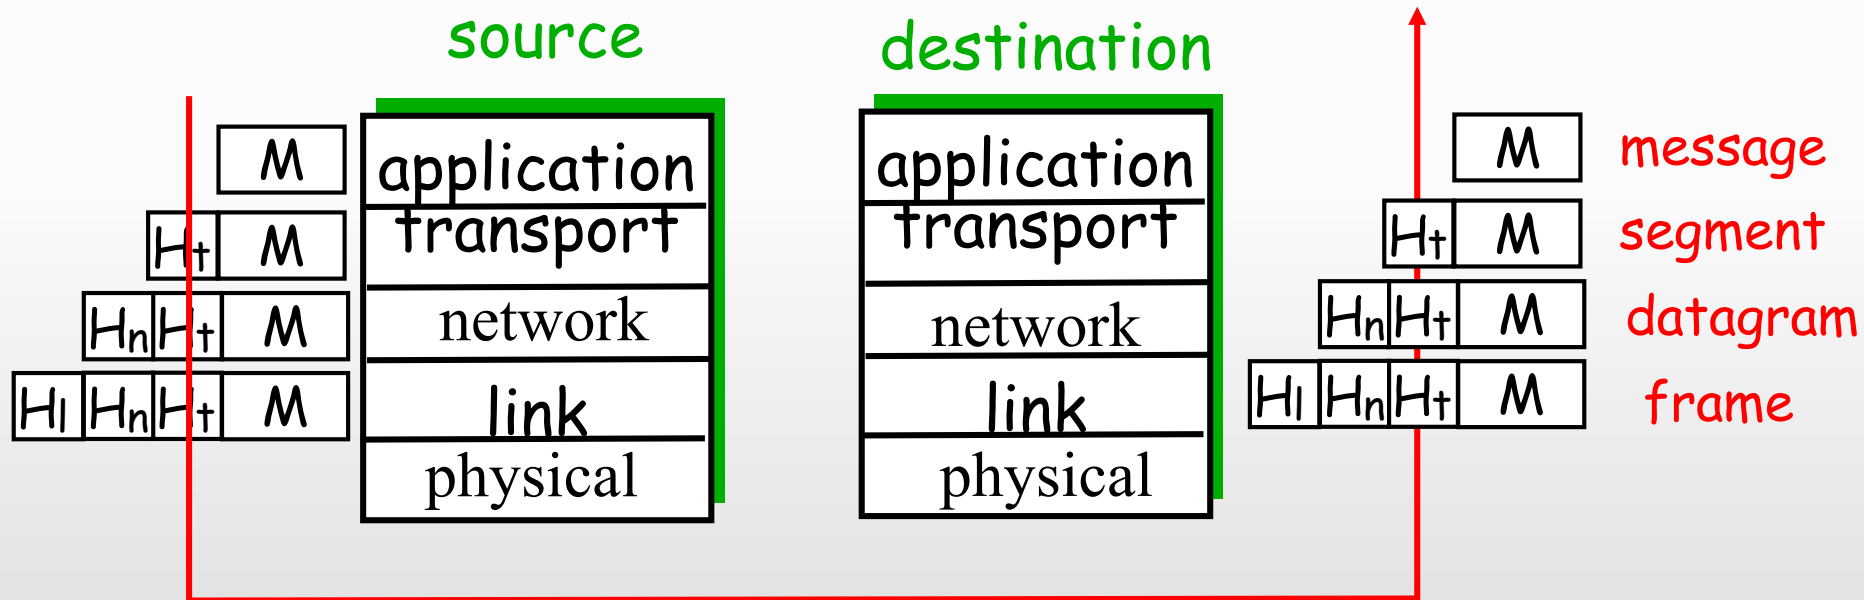 source destination
M application application M message
Ht M transport transport Ht M segment
Hn Ht M network network Hn Ht M datagram
Hl Hn Ht M link link Hl Hn Ht M frame
physical physical